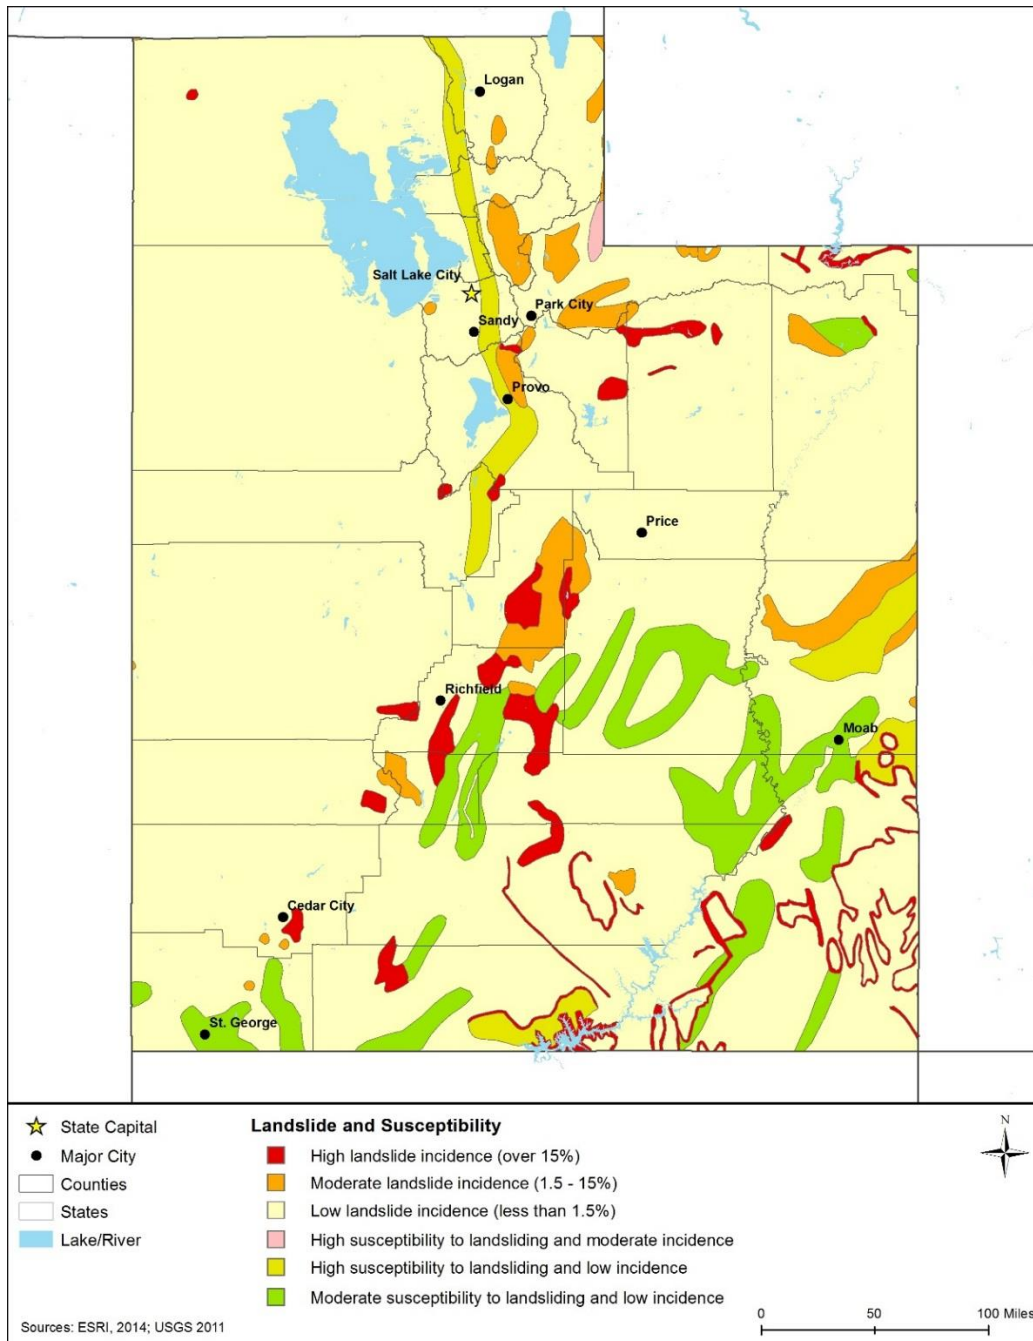 Logan
Salt Lake City
Park City
Sandy
Provo
Price
Richfield
Moab
Cedar City
St. George
State Capital
Major City
Counties
States
Lake/River
Landslide and Susceptibility
High landslide incidence (over 15%)
Moderate landslide incidence (1.5 - 15%)
Low landslide incidence (less than 1.5%)
High susceptibility to landsliding and moderate incidence
High susceptibility to landsliding and low incidence
Moderate susceptibility to landsliding and low incidence
N
Sources: ESRI, 2014; USGS 2011
0 50 100 Miles